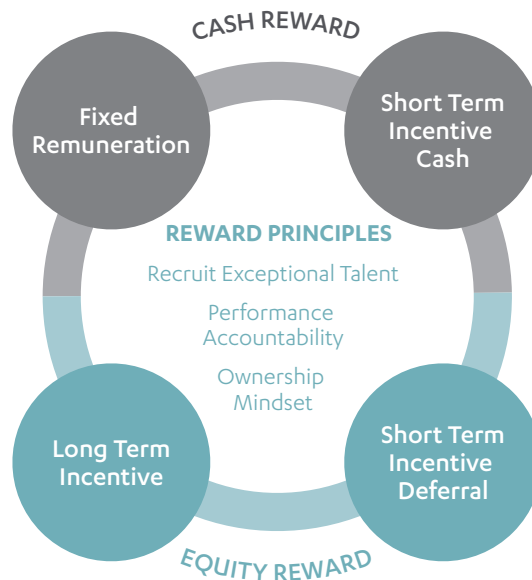 CASH REWARD
Fixed
Remuneration
Short Term
Incentive
Cash
REWARD PRINCIPLES
Recruit Exceptional Talent
Performance
Accountability
Ownership
Mindset
Long Term
Incentive
Short Term
Incentive
Deferral
EQUITY REWARD